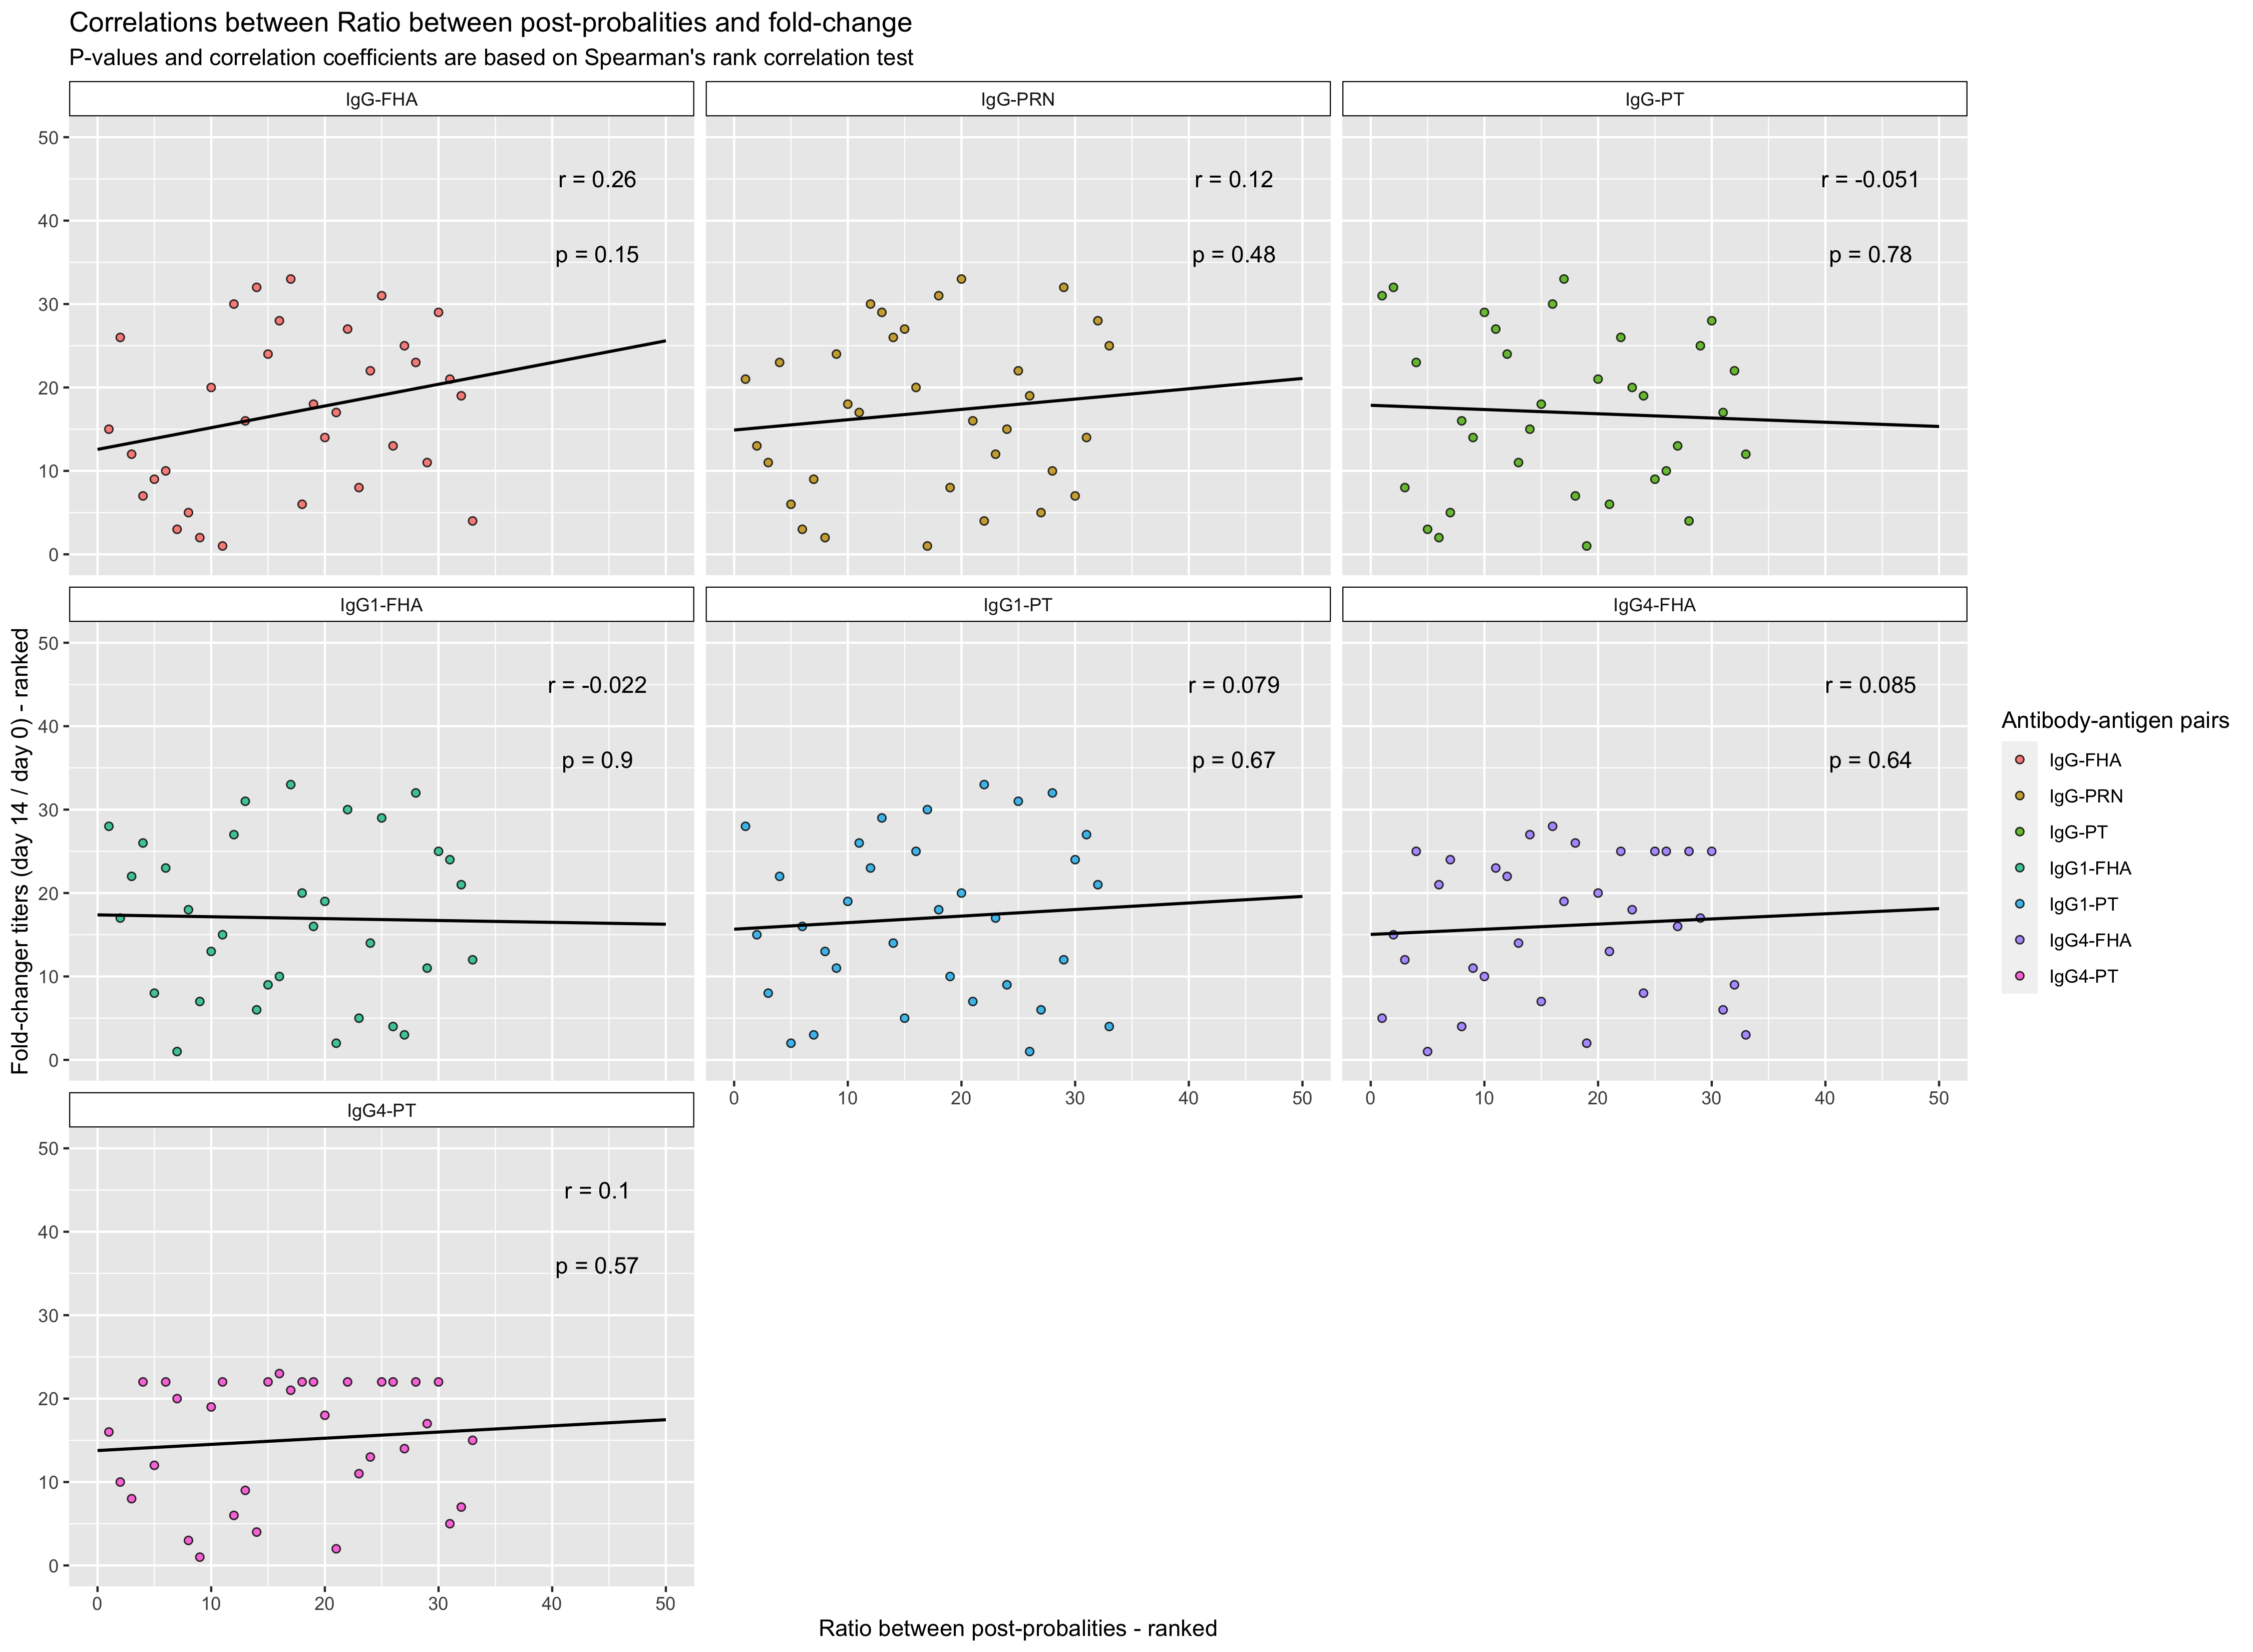 Correlations between Ratio between post-probalities and fold-change
P-values and correlation coefficients are based on Spearman's rank correlation test
IgG-FHA
IgG-PRN
IgG-PT
50
40
30
20
10
0
r = 0.26
p = 0.15
r = 0.12
p = 0.48
r = -0.051
p = 0.78
Fold-changer titers (day 14 / day 0) - ranked
IgG1-FHA
IgG1-PT
IgG4-FHA
50
40
30
20
10
0
r = -0.022
p = 0.9
r = 0.079
p = 0.67
r = 0.085
p = 0.64
0 10 20 30 40 50
0 10 20 30 40 50
IgG4-PT
50
40
30
20
10
0
r = 0.1
p = 0.57
0 10 20 30 40 50
Ratio between post-probalities - ranked
Antibody-antigen pairs
IgG-FHA
IgG-PRN
IgG-PT
IgG1-FHA
IgG1-PT
IgG4-FHA
IgG4-PT